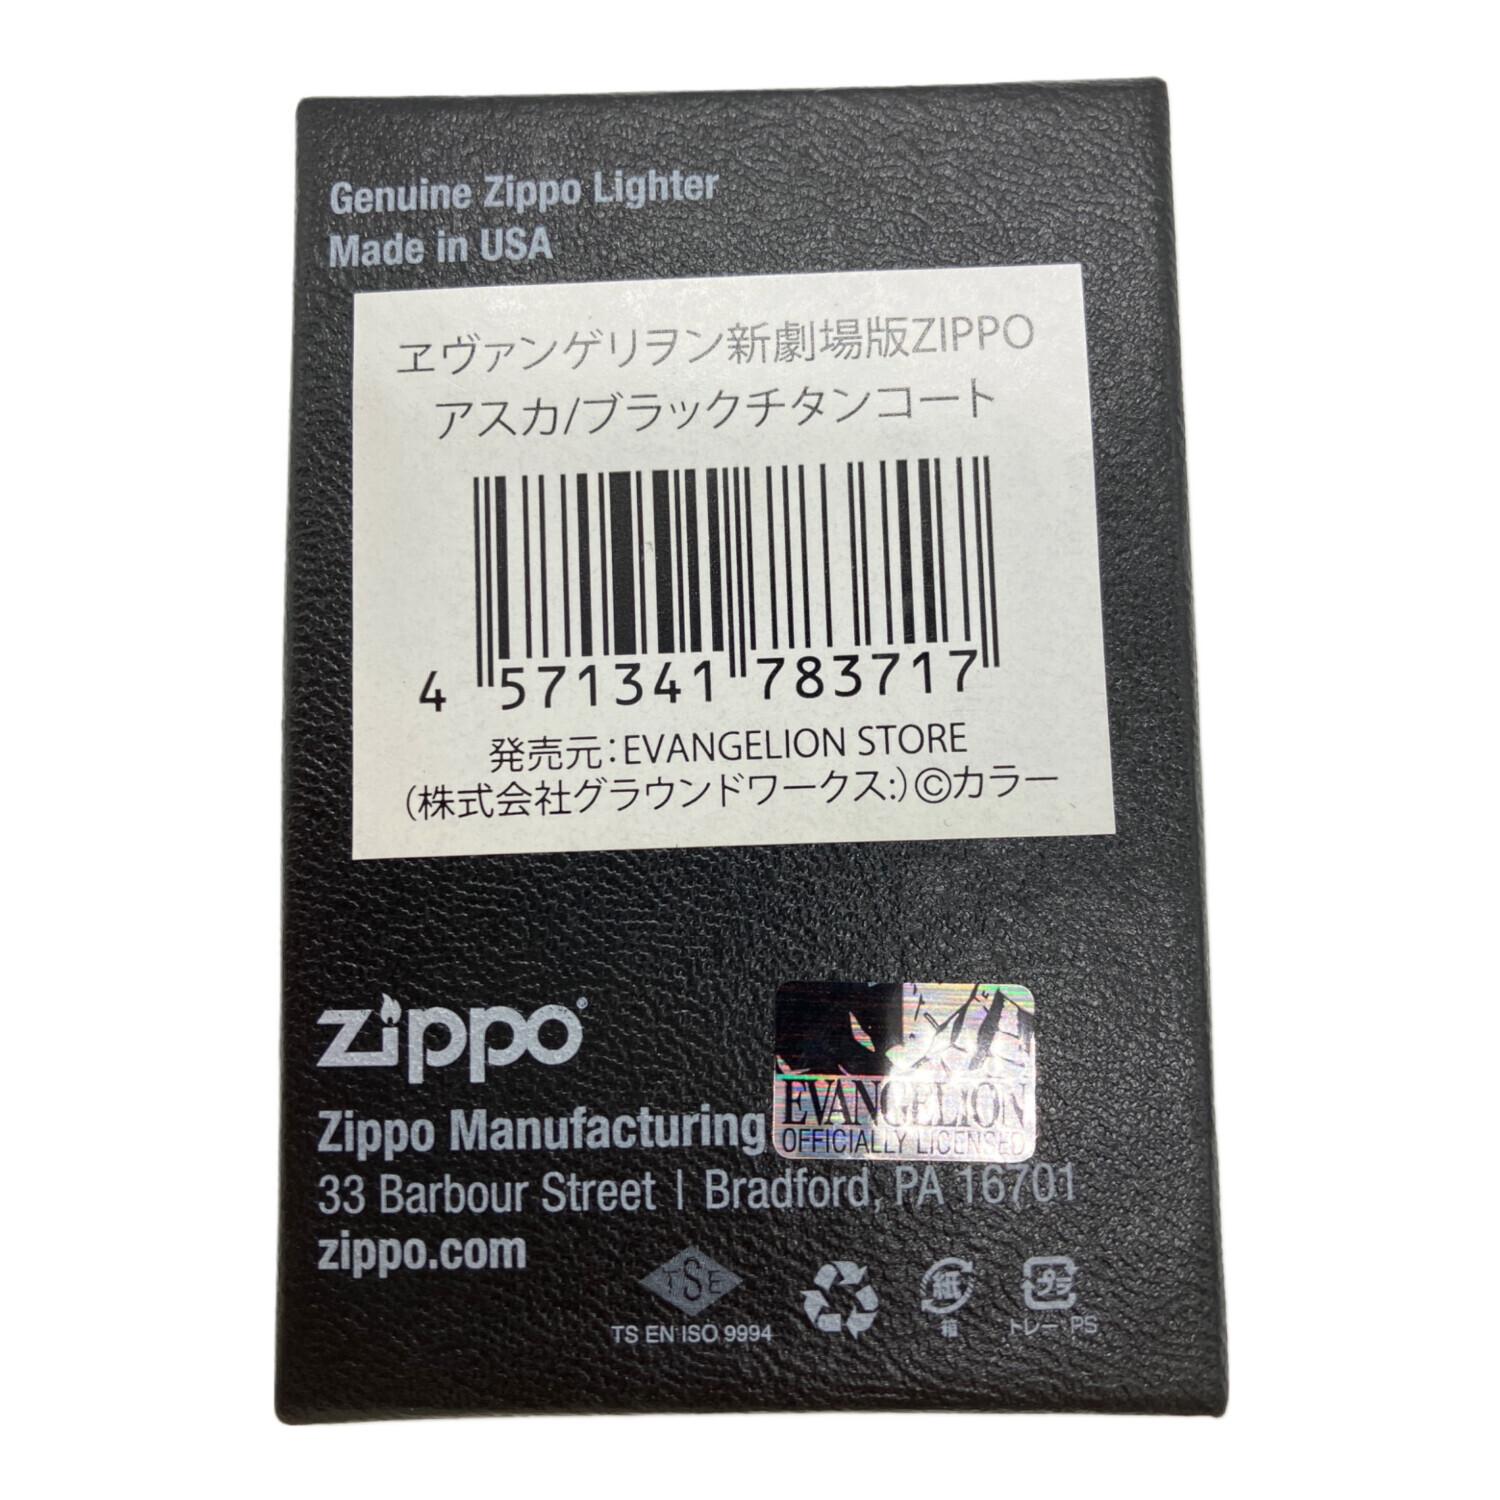 Genuine Zippo Lighter
Made in USA
ヱヴァンゲリヲン新劇場版ZIPPO
アスカ/ブラックチタンコート
4 571341 783717
発売元:EVANGELION STORE
(株式会社グラウンドワークス:)©カラー
zippo®
EVANGELION
OFFICIALLY LICENSED
Zippo Manufacturing
33 Barbour Street | Bradford, PA 16701
zippo.com
TSE
TS EN ISO 9994
紙
箱
プラ
トレー PS